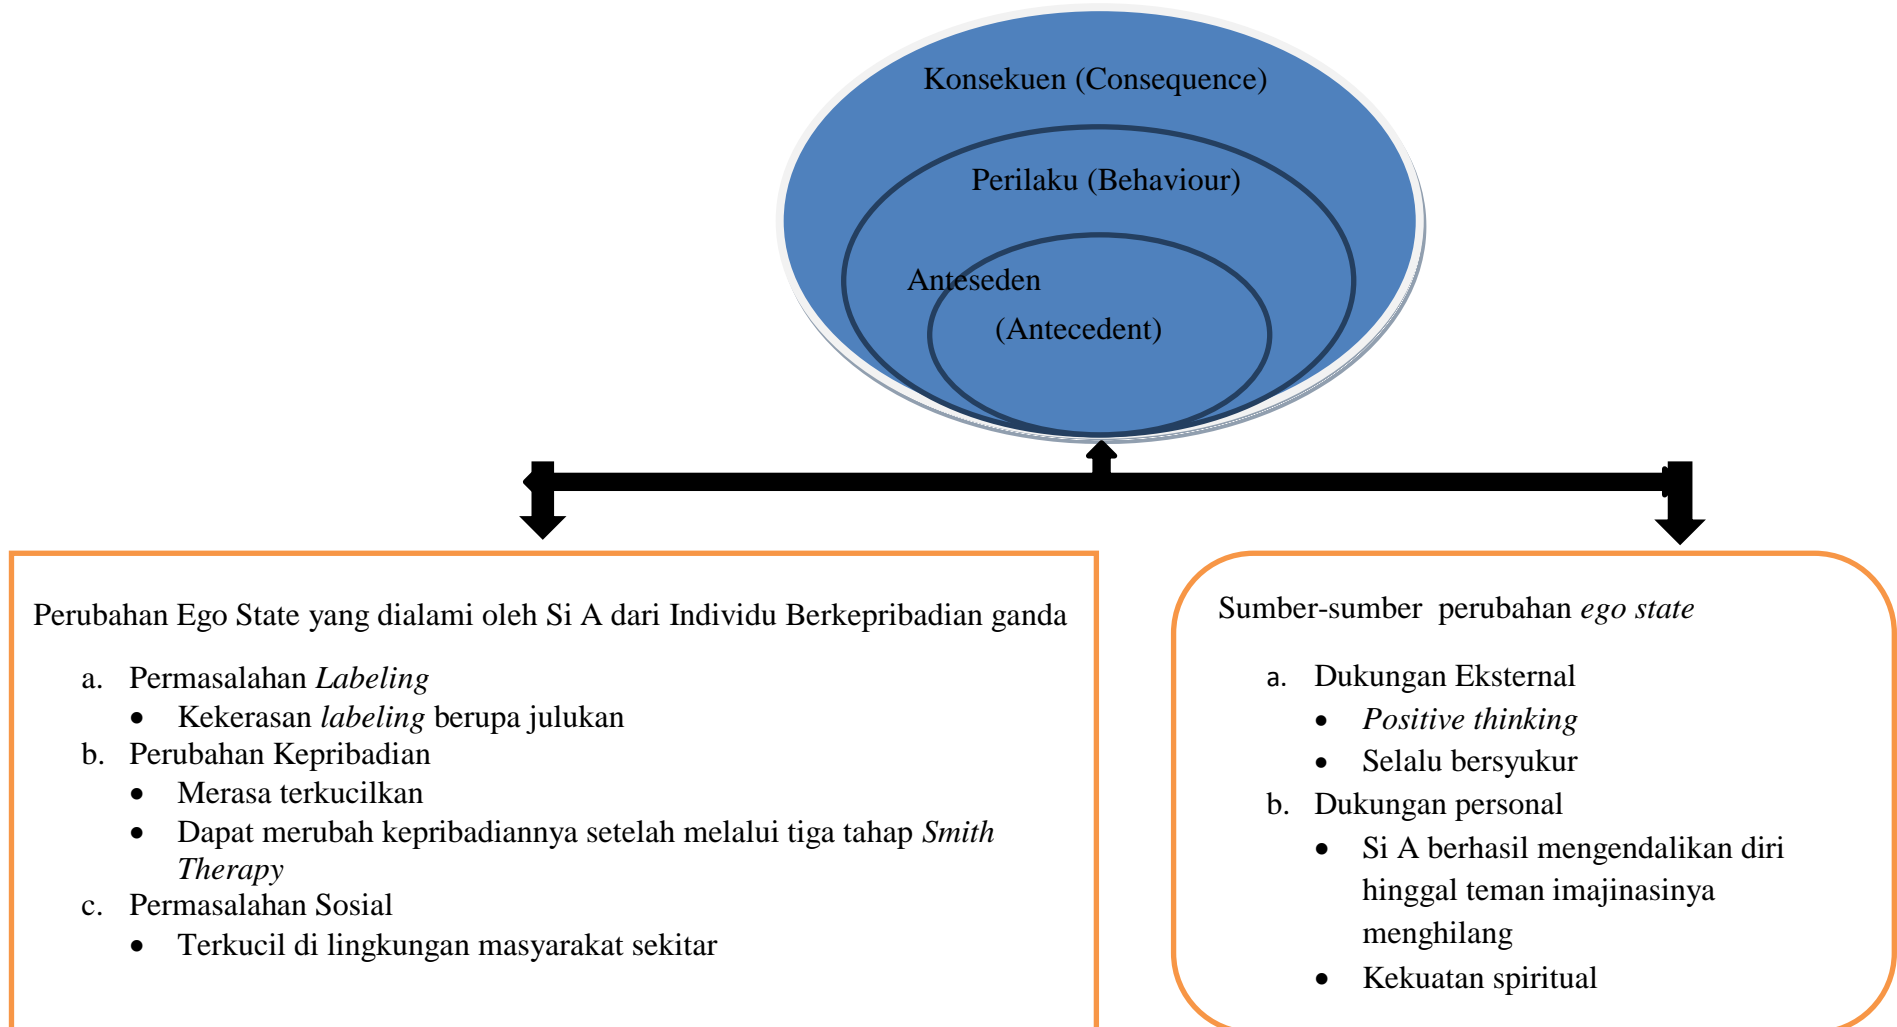 Konsekuen (Consequence)
Perilaku (Behaviour)
Anteseden
(Antecedent)
Perubahan Ego State yang dialami oleh Si A dari Individu Berkepribadian ganda
a. Permasalahan Labeling
• Kekerasan labeling berupa julukan
b. Perubahan Kepribadian
• Merasa terkucilkan
• Dapat merubah kepribadiannya setelah melalui tiga tahap Smith
Therapy
c. Permasalahan Sosial
• Terkucil di lingkungan masyarakat sekitar
Sumber-sumber perubahan ego state
a. Dukungan Eksternal
• Positive thinking
• Selalu bersyukur
b. Dukungan personal
• Si A berhasil mengendalikan diri
hinggal teman imajinasinya
menghilang
• Kekuatan spiritual